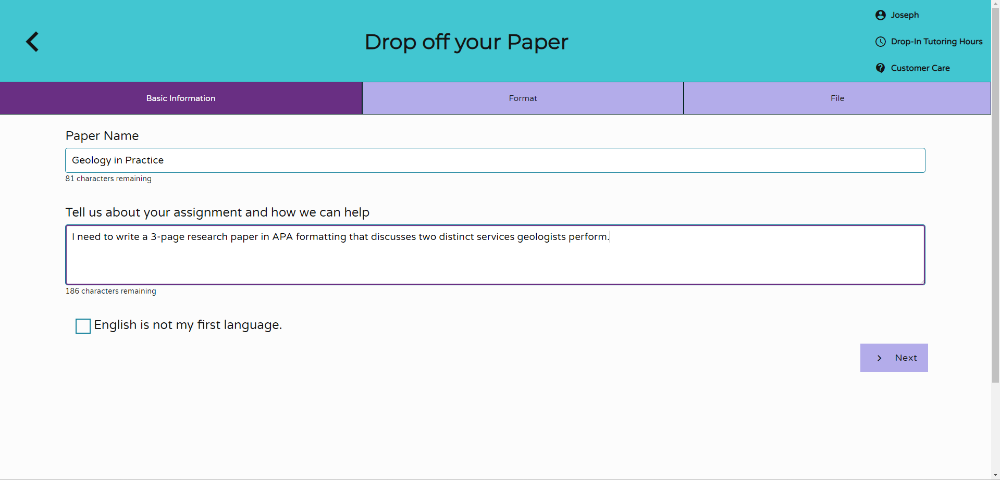 Joseph
Drop off your Paper
Drop-In Tutoring Hours
Customer Care
Basic Information
Format
File
Paper Name
Geology in Practice
81 characters remaining
Tell us about your assignment and how we can help
I need to write a 3-page research paper in APA formatting that discusses two distinct services geologists perform.
186 characters remaining
English is not my first language.
Next